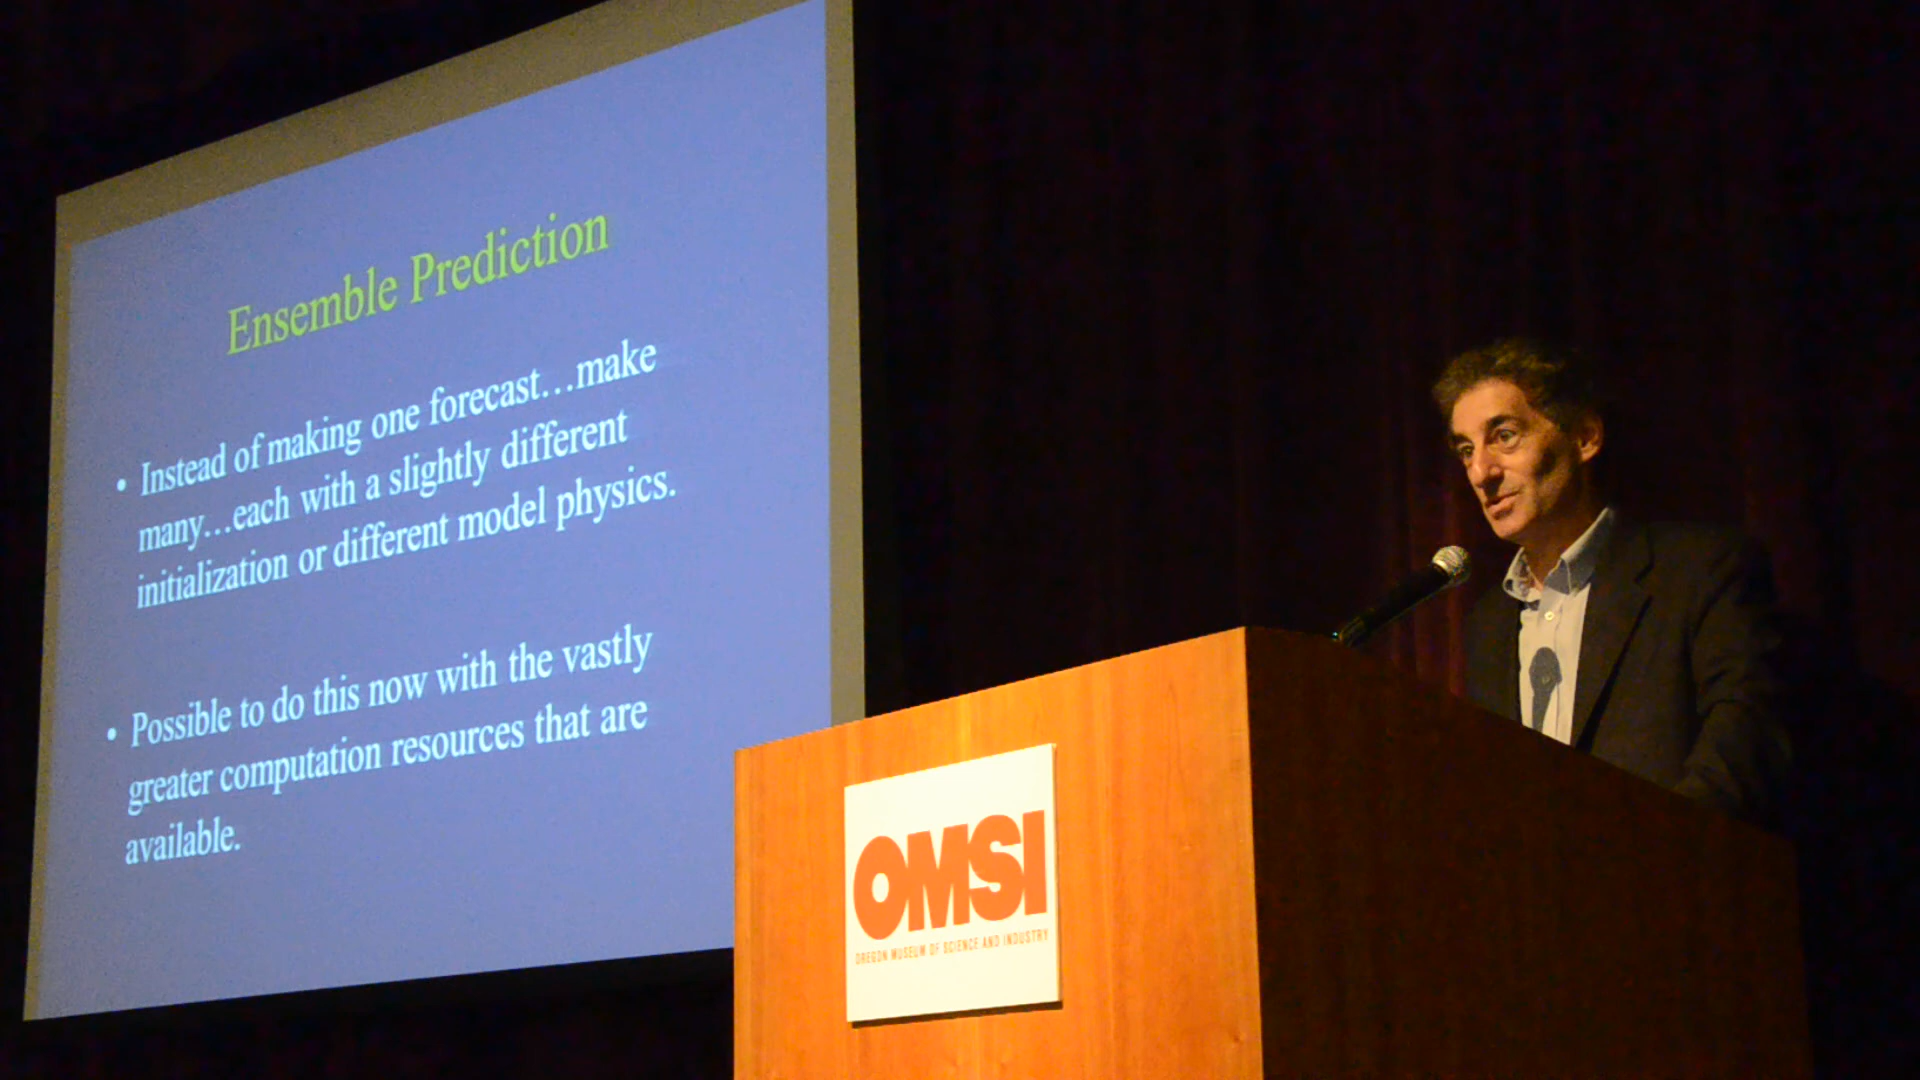 Ensemble Prediction
• Instead of making one forecast…make
many…each with a slightly different
initialization or different model physics.
• Possible to do this now with the vastly
greater computation resources that are
available.
OMSI
OREGON MUSEUM OF SCIENCE AND INDUSTRY